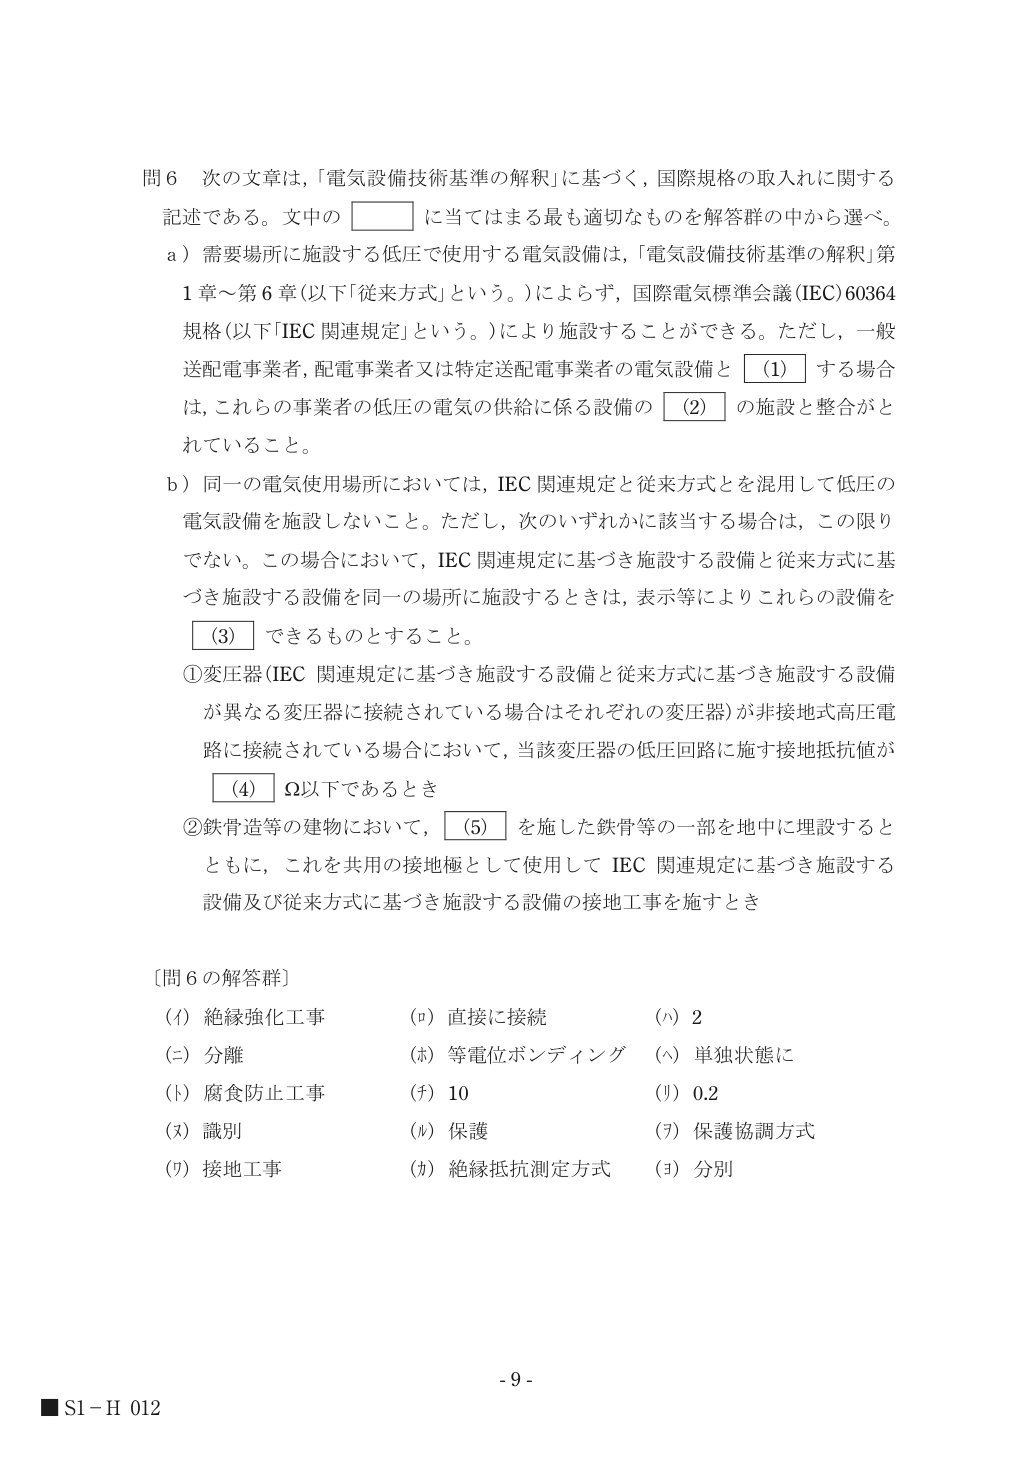 問6 次の文章は,「電気設備技術基準の解釈」に基づく, 国際規格の取入れに関する
記述である。文中の に当てはまる最も適切なものを解答群の中から選べ。
a）需要場所に施設する低圧で使用する電気設備は,「電気設備技術基準の解釈」第
1章～第6章(以下「従来方式」という。)によらず, 国際電気標準会議(IEC)60364
規格(以下「IEC関連規定」という。)により施設することができる。ただし, 一般
送配電事業者, 配電事業者又は特定送配電事業者の電気設備と (1) する場合
は, これらの事業者の低圧の電気の供給に係る設備の (2) の施設と整合がと
れていること。
b）同一の電気使用場所においては, IEC関連規定と従来方式とを混用して低圧の
電気設備を施設しないこと。ただし, 次のいずれかに該当する場合は, この限り
でない。この場合において, IEC関連規定に基づき施設する設備と従来方式に基
づき施設する設備を同一の場所に施設するときは, 表示等によりこれらの設備を
(3) できるものとすること。
①変圧器(IEC 関連規定に基づき施設する設備と従来方式に基づき施設する設備
が異なる変圧器に接続されている場合はそれぞれの変圧器)が非接地式高圧電
路に接続されている場合において, 当該変圧器の低圧回路に施す接地抵抗値が
(4) Ω以下であるとき
②鉄骨造等の建物において, (5) を施した鉄骨等の一部を地中に埋設すると
ともに, これを共用の接地極として使用して IEC 関連規定に基づき施設する
設備及び従来方式に基づき施設する設備の接地工事を施すとき
〔問6の解答群〕
(イ) 絶縁強化工事 (ロ) 直接に接続 (ハ) 2
(ニ) 分離 (ホ) 等電位ボンディング (ヘ) 単独状態に
(ト) 腐食防止工事 (チ) 10 (リ) 0.2
(ヌ) 識別 (ル) 保護 (ヲ) 保護協調方式
(ワ) 接地工事 (カ) 絶縁抵抗測定方式 (ヨ) 分別
- 9 -
■S1－H 012